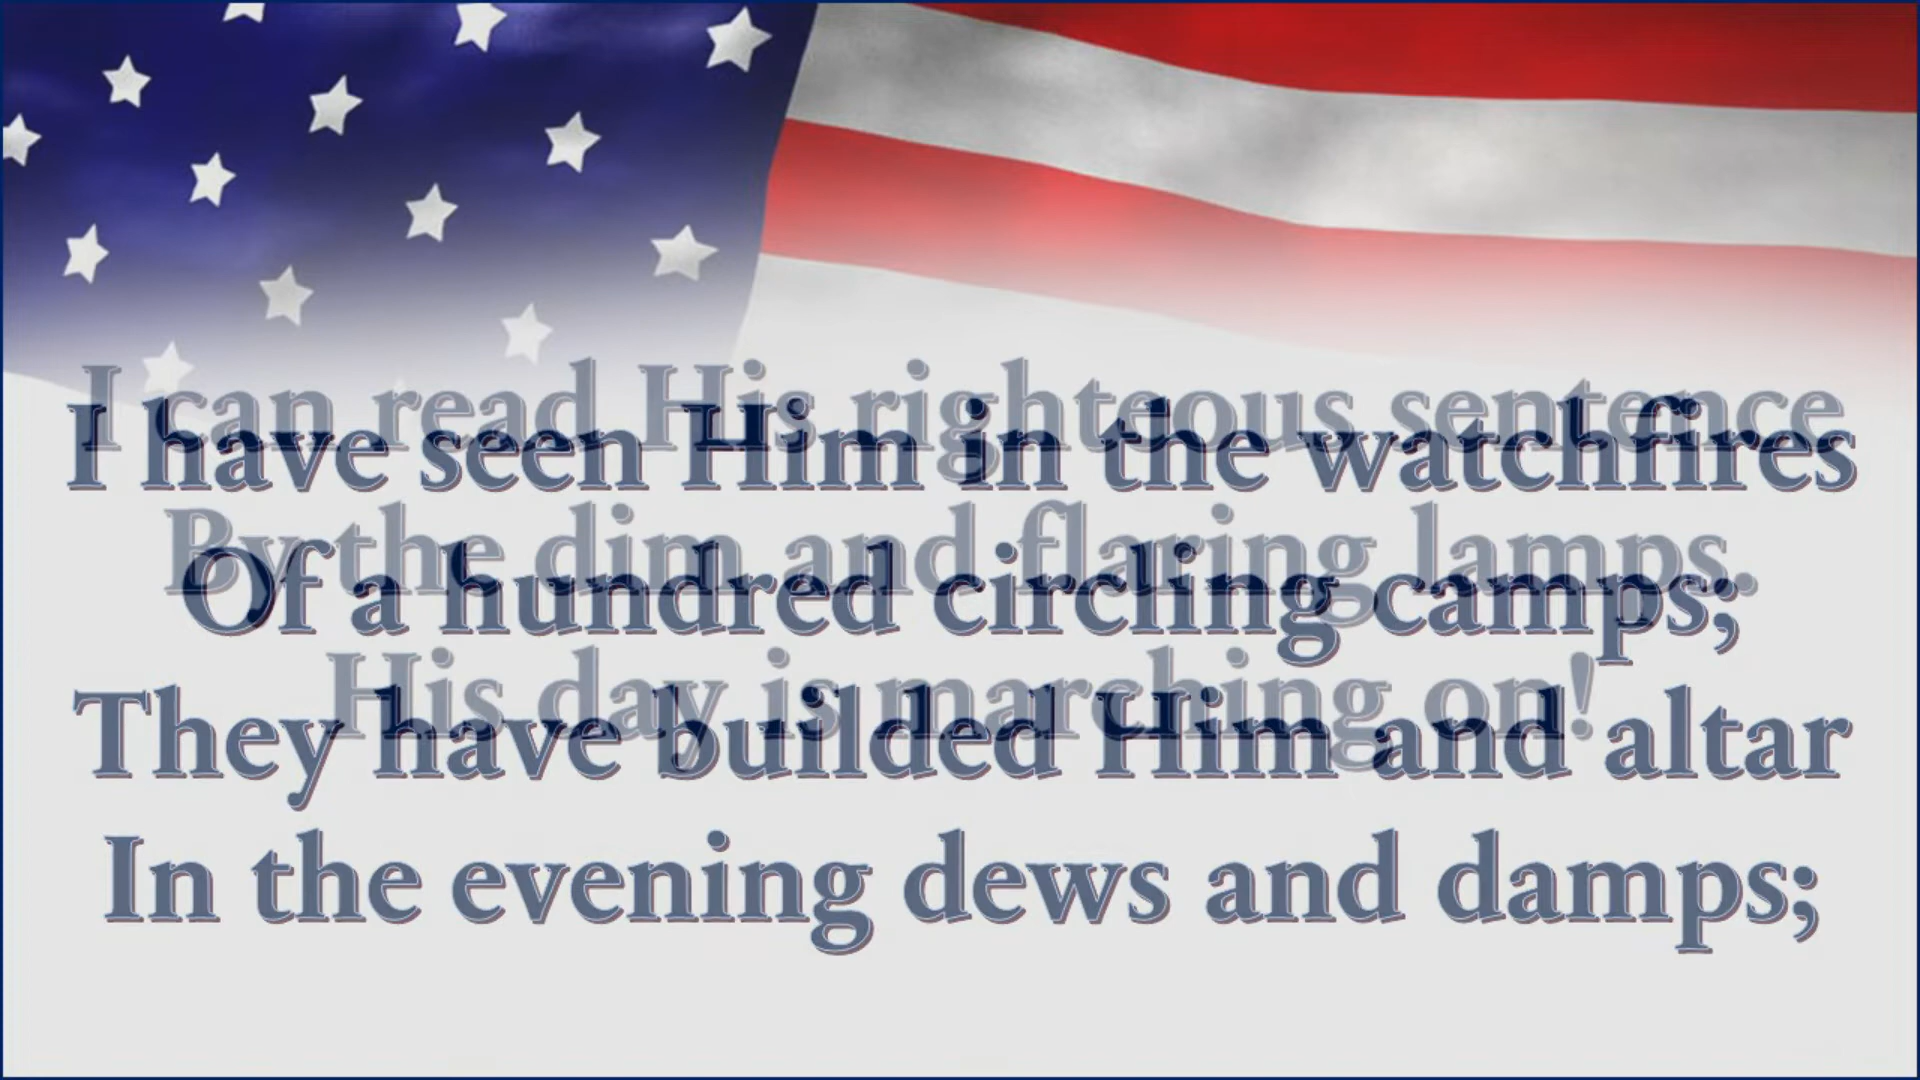 I have seen Him in the watchfires
Of a hundred circling camps;
They have builded Him and altar
In the evening dews and damps;
I can read His righteous sentence
By the dim and flaring lamps.
His day is marching on!